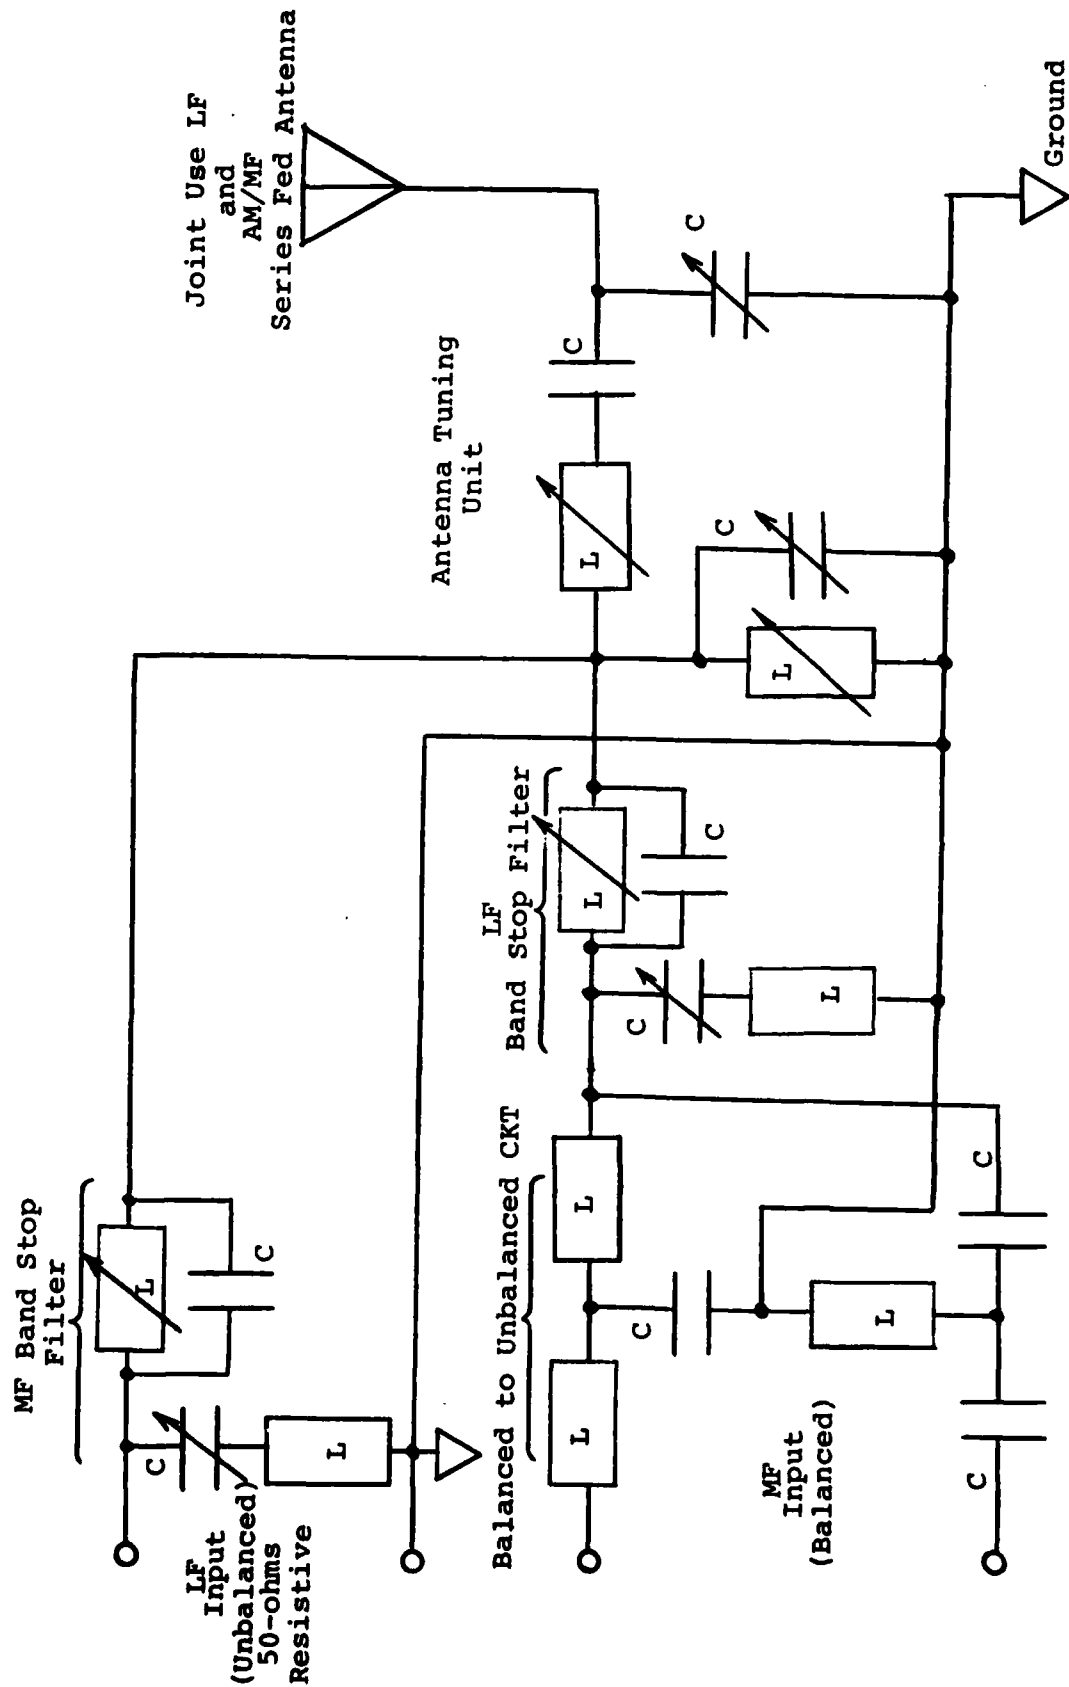 Joint Use LF
and
AM/MF
Series Fed Antenna
Antenna Tuning
Unit
MF Band Stop
Filter
LF
Band Stop Filter
Balanced to Unbalanced CKT
LF
Input
(Unbalanced)
50-ohms
Resistive
MF
Input
(Balanced)
Ground
L
C
C
L
L
C
C
L
L
L
C
L
C
C
L
C
L
C
L
C
C